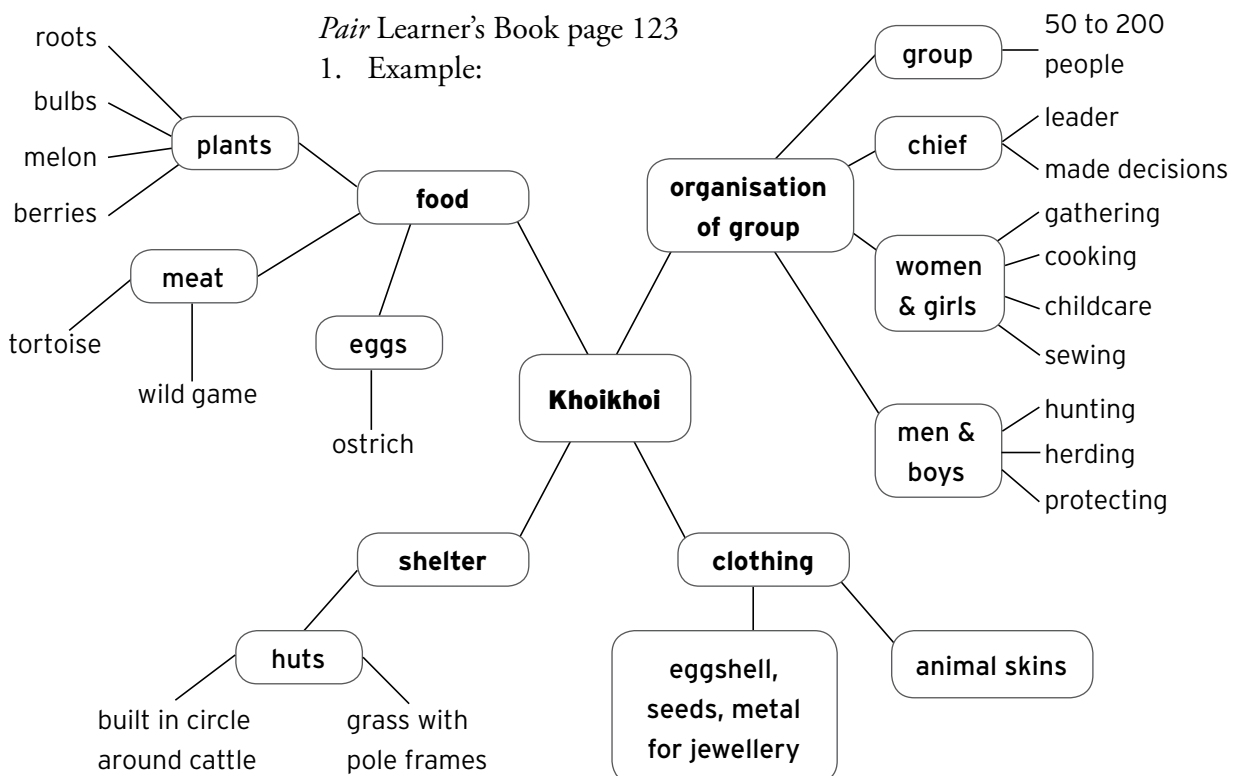 Pair Learner's Book page 123
1. Example:
roots
bulbs
melon
berries
plants
food
meat
tortoise
wild game
eggs
ostrich
Khoikhoi
organisation
of group
group
50 to 200
people
chief
leader
made decisions
women
& girls
gathering
cooking
childcare
sewing
men &
boys
hunting
herding
protecting
shelter
huts
built in circle
around cattle
grass with
pole frames
clothing
eggshell,
seeds, metal
for jewellery
animal skins